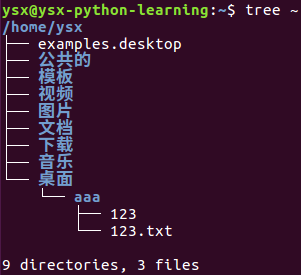 ysx@ysx-python-learning:~$ tree ~
/home/ysx
├── examples.desktop
├── 公共的
├── 模板
├── 视频
├── 图片
├── 文档
├── 下载
├── 音乐
└── 桌面
    └── aaa
        ├── 123
        └── 123.txt

9 directories, 3 files